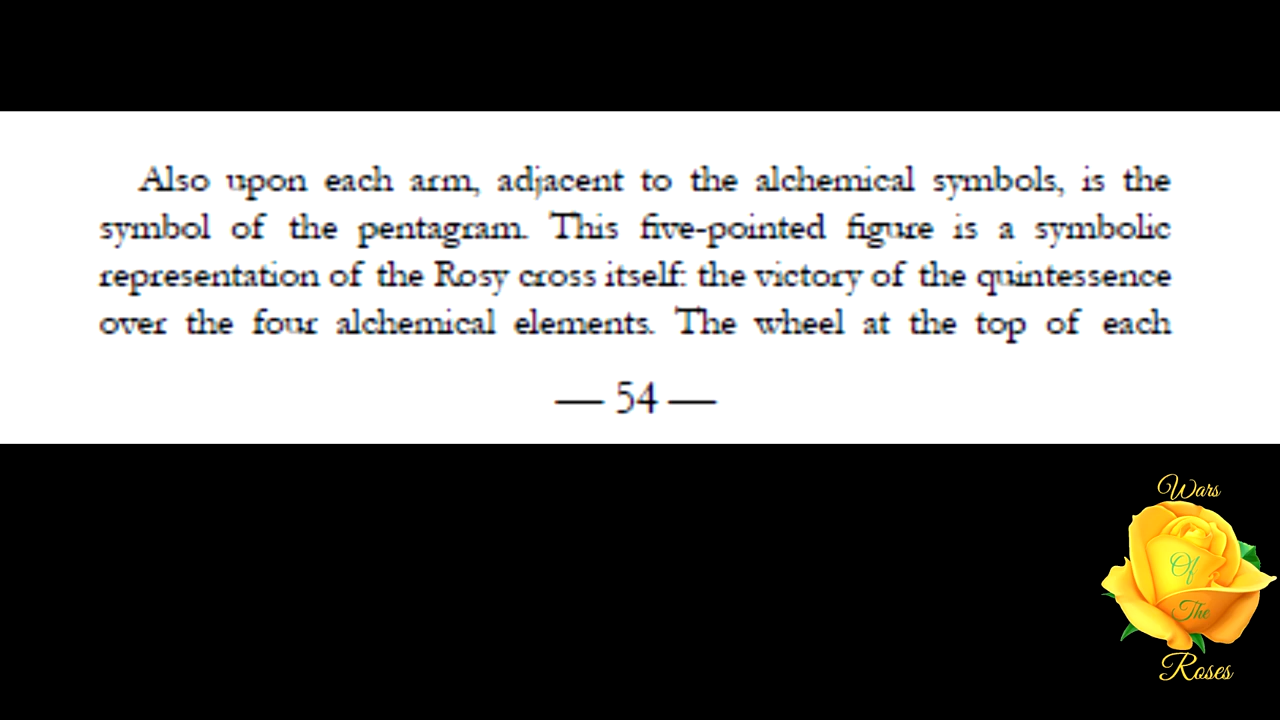 Also upon each arm, adjacent to the alchemical symbols, is the
symbol of the pentagram. This five-pointed figure is a symbolic
representation of the Rosy cross itself: the victory of the quintessence
over the four alchemical elements. The wheel at the top of each
— 54 —
Wars
Of
The
Roses